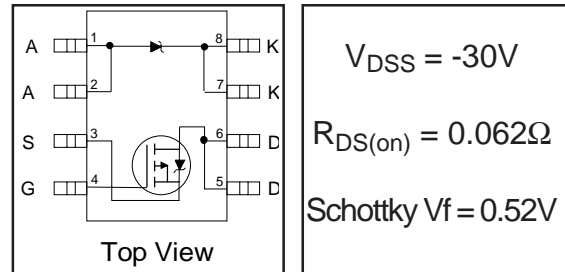 A 1 8 K
A 2 7 K
S 3 6 D
G 4 5 D
Top View
VDSS = -30V
RDS(on) = 0.062Ω
Schottky Vf = 0.52V